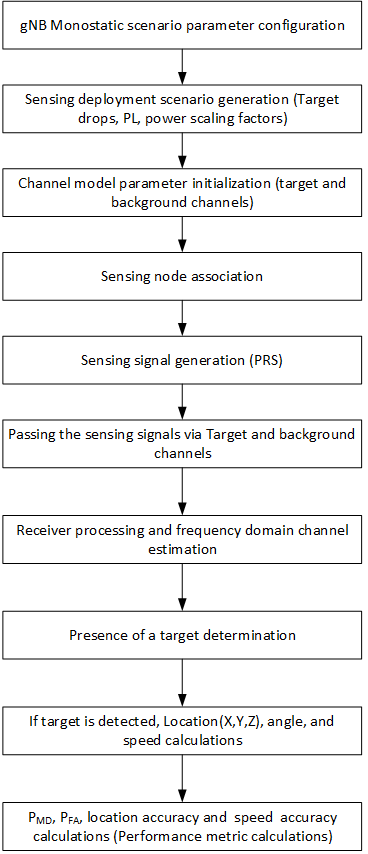 gNB Monostatic scenario parameter configuration
Sensing deployment scenario generation (Target
drops, PL, power scaling factors)
Channel model parameter initialization (target and
background channels)
Sensing node association
Sensing signal generation (PRS)
Passing the sensing signals via Target and background
channels
Receiver processing and frequency domain channel
estimation
Presence of a target determination
If target is detected, Location(X,Y,Z), angle, and
speed calculations
PMD, PFA, location accuracy and speed accuracy
calculations (Performance metric calculations)